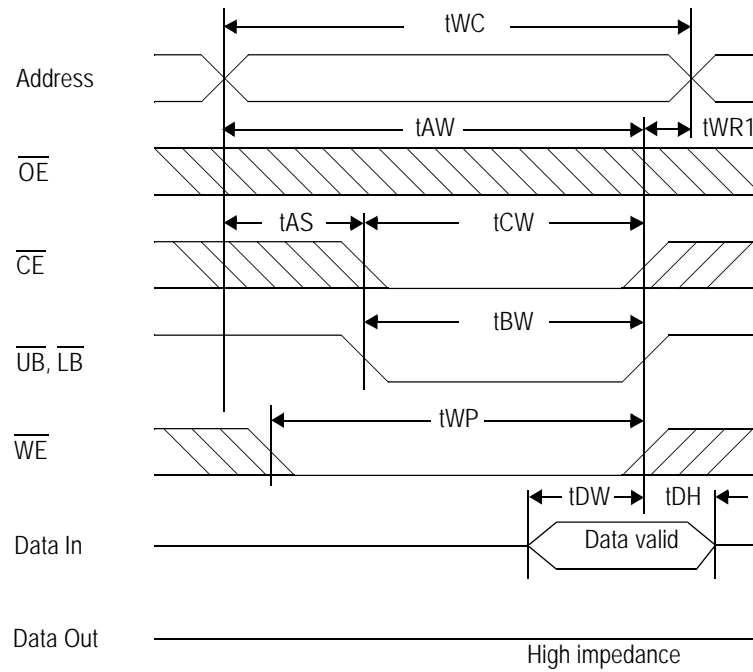 tWC
Address
tAW
tWR1
OE
tAS
tCW
CE
tBW
UB, LB
tWP
WE
tDW
tDH
Data In
Data valid
Data Out
High impedance